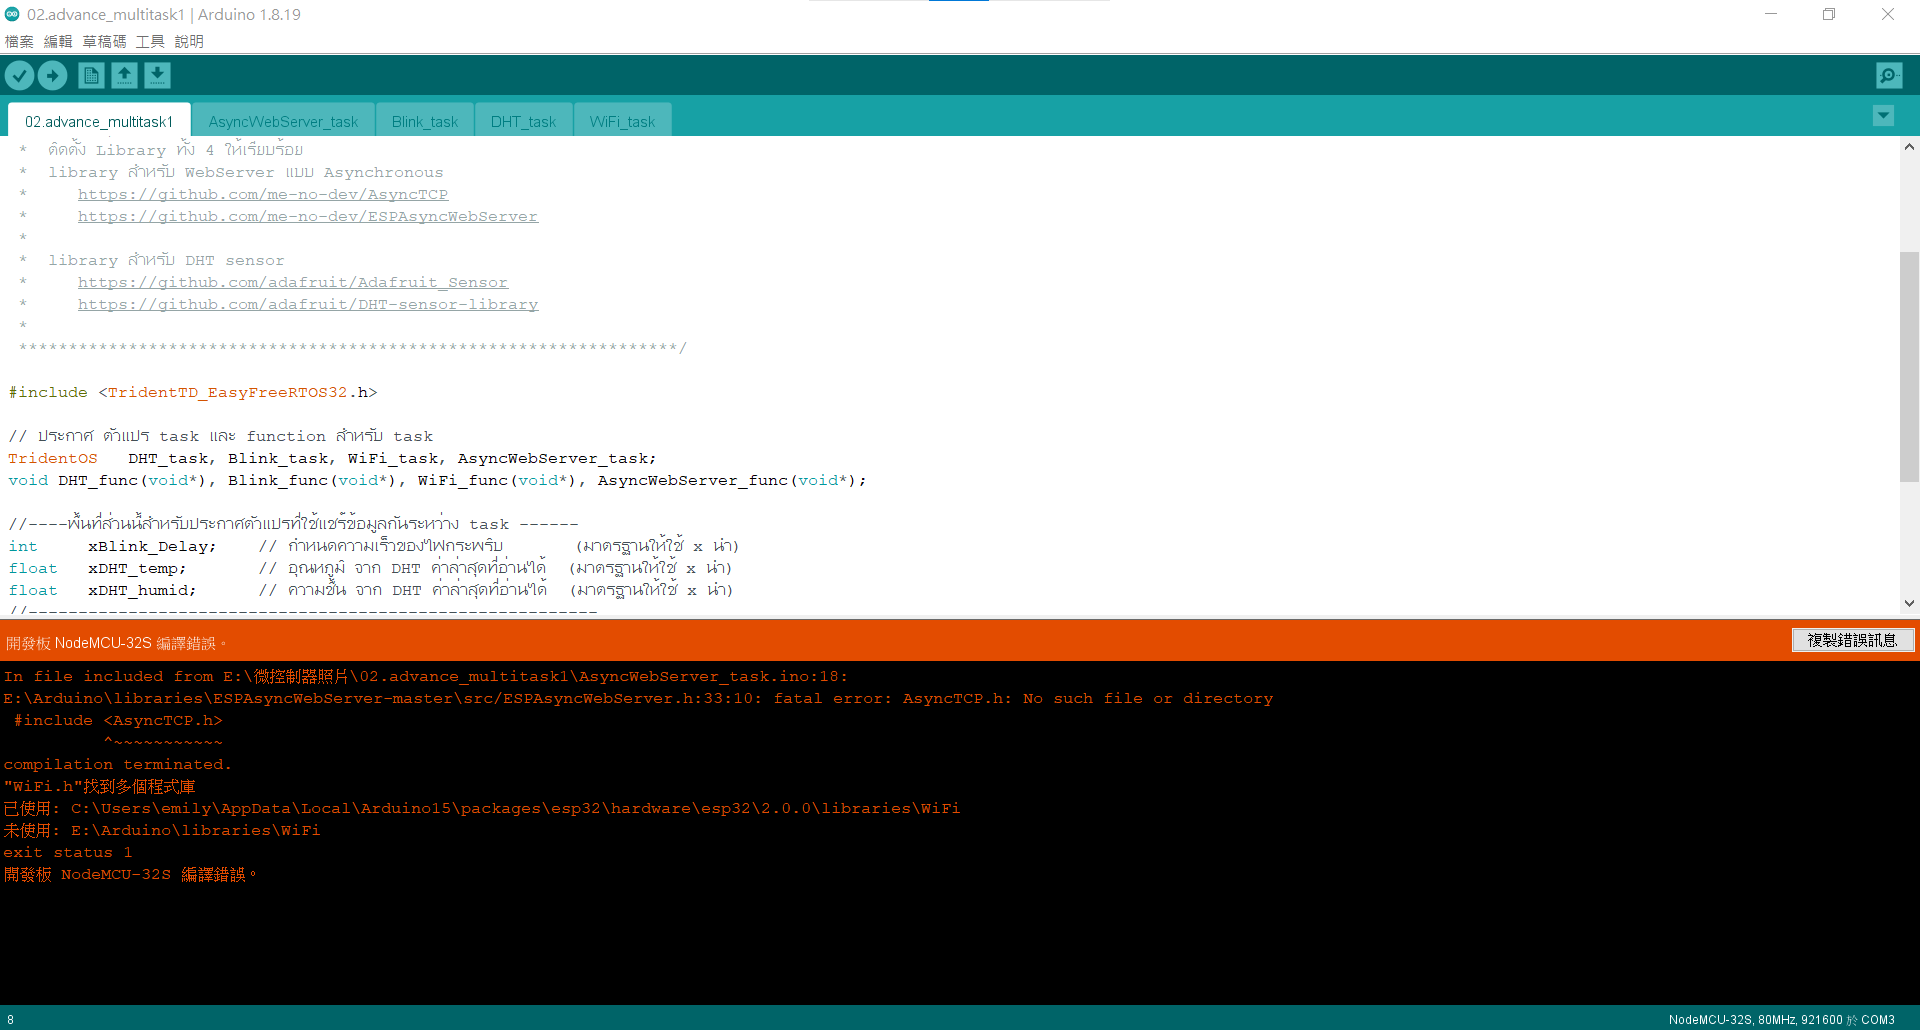 02.advance_multitask1 | Arduino 1.8.19
檔案 編輯 草稿碼 工具 說明
02.advance_multitask1 AsyncWebServer_task Blink_task DHT_task WiFi_task
* ติดตั้ง Library ทั้ง 4 ให้เรียบร้อย
* library สำหรับ WebServer แบบ Asynchronous
* https://github.com/me-no-dev/AsyncTCP
* https://github.com/me-no-dev/ESPAsyncWebServer
*
* library สำหรับ DHT sensor
* https://github.com/adafruit/Adafruit_Sensor
* https://github.com/adafruit/DHT-sensor-library
*
******************************************************************/
#include <TridentTD_EasyFreeRTOS32.h>
// ประกาศ ตัวแปร task และ function สำหรับ task
TridentOS DHT_task, Blink_task, WiFi_task, AsyncWebServer_task;
void DHT_func(void*), Blink_func(void*), WiFi_func(void*), AsyncWebServer_func(void*);
//----พื้นที่ส่วนนี้สำหรับประกาศตัวแปรที่ใช้แชร์ข้อมูลกันระหว่าง task ------
int xBlink_Delay; // กำหนดความเร็วของไฟกระพริบ (มาตรฐานให้ใช้ x นำ)
float xDHT_temp; // อุณหภูมิ จาก DHT ค่าล่าสุดที่อ่านได้ (มาตรฐานให้ใช้ x นำ)
float xDHT_humid; // ความชื้น จาก DHT ค่าล่าสุดที่อ่านได้ (มาตรฐานให้ใช้ x นำ)
//---------------------------------------------------------
開發板 NodeMCU-32S 編譯錯誤。
複製錯誤訊息
In file included from E:\微控制器照片\02.advance_multitask1\AsyncWebServer_task.ino:18:
E:\Arduino\libraries\ESPAsyncWebServer-master\src/ESPAsyncWebServer.h:33:10: fatal error: AsyncTCP.h: No such file or directory
#include <AsyncTCP.h>
^~~~~~~~~~~~
compilation terminated.
"WiFi.h"找到多個程式庫
已使用: C:\Users\emily\AppData\Local\Arduino15\packages\esp32\hardware\esp32\2.0.0\libraries\WiFi
未使用: E:\Arduino\libraries\WiFi
exit status 1
開發板 NodeMCU-32S 編譯錯誤。
8
NodeMCU-32S, 80MHz, 921600 於 COM3